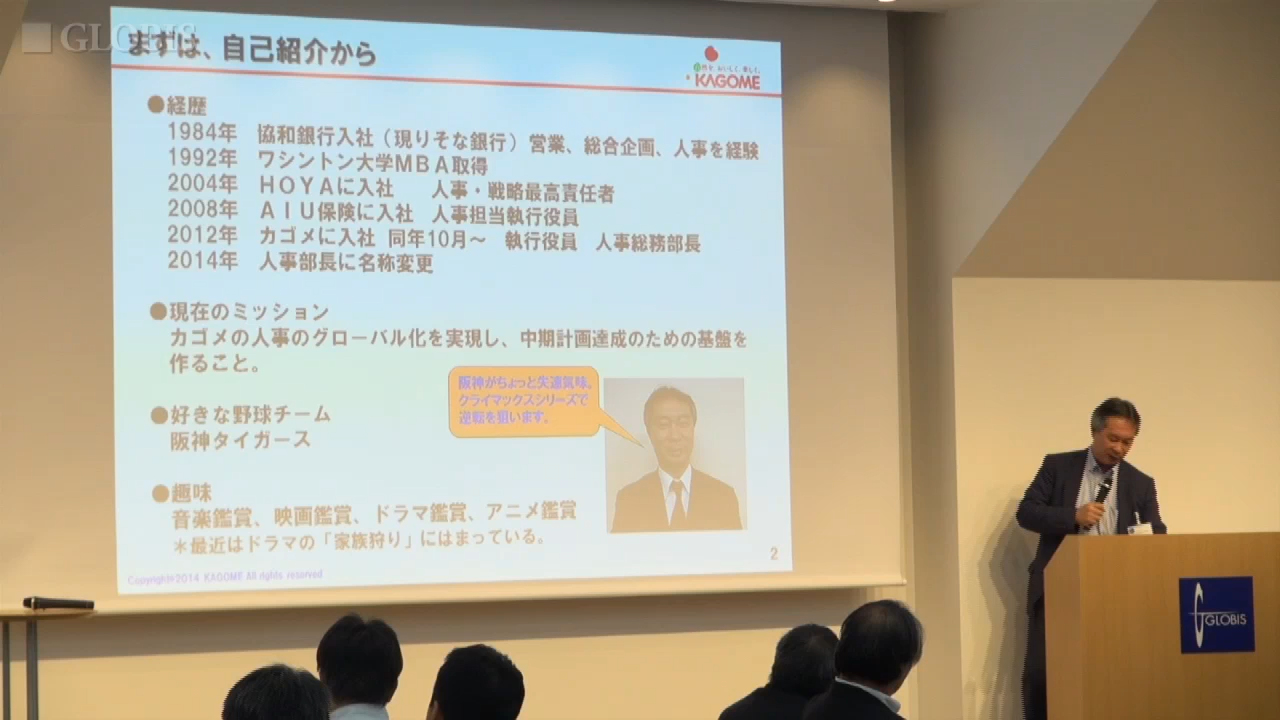 GLOBIS
まずは、自己紹介から
自然を、おいしく、楽しく。
KAGOME
●経歴
1984年 協和銀行入社（現りそな銀行）営業、総合企画、人事を経験
1992年 ワシントン大学ＭＢＡ取得
2004年 ＨＯＹＡに入社 人事・戦略最高責任者
2008年 ＡＩＵ保険に入社 人事担当執行役員
2012年 カゴメに入社 同年10月～ 執行役員 人事総務部長
2014年 人事部長に名称変更
●現在のミッション
カゴメの人事のグローバル化を実現し、中期計画達成のための基盤を
作ること。
阪神がちょっと失速気味。
クライマックスシリーズで
逆転を狙います。
●好きな野球チーム
阪神タイガース
●趣味
音楽鑑賞、映画鑑賞、ドラマ鑑賞、アニメ鑑賞
＊最近はドラマの「家族狩り」にはまっている。
2
Copyright©2014 KAGOME All rights reserved
GLOBIS